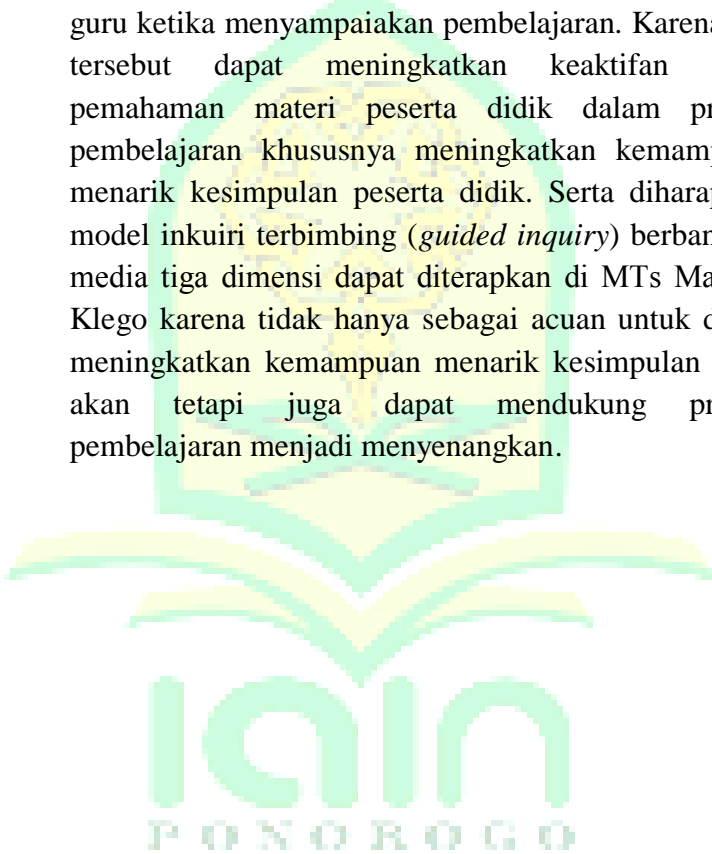 guru ketika menyampaiakan pembelajaran. Karena
tersebut dapat meningkatkan keaktifan
pemahaman materi peserta didik dalam pr
pembelajaran khususnya meningkatkan kemamp
menarik kesimpulan peserta didik. Serta dihara
model inkuiri terbimbing (guided inquiry) berban
media tiga dimensi dapat diterapkan di MTs Ma
Klego karena tidak hanya sebagai acuan untuk d
meningkatkan kemampuan menarik kesimpulan
akan tetapi juga dapat mendukung pr
pembelajaran menjadi menyenangkan.
iain
PONOROGO